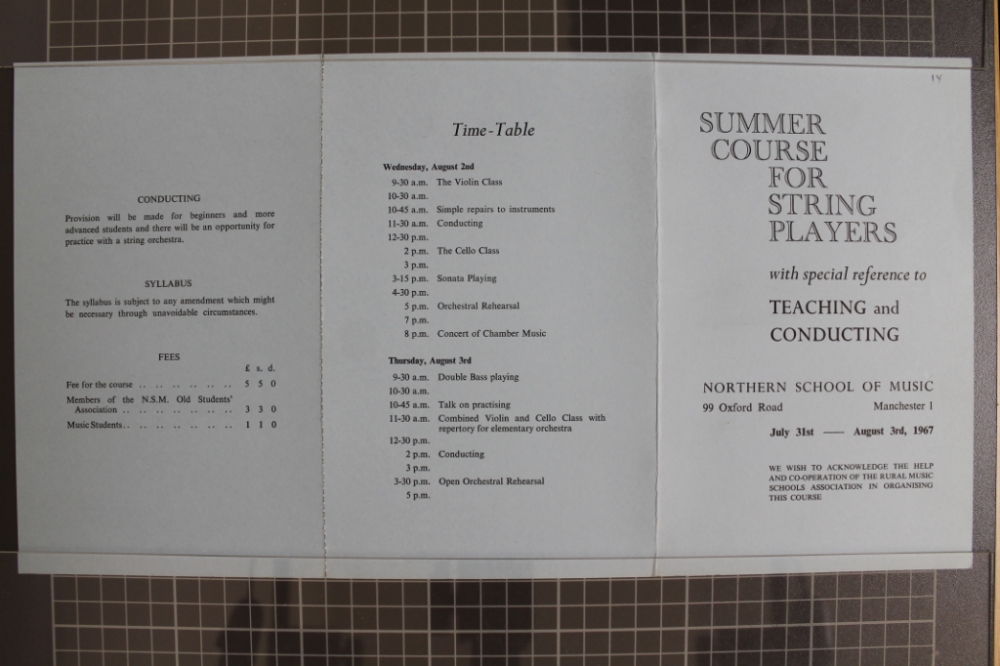 CONDUCTING
Provision will be made for beginners and more
advanced students and there will be an opportunity for
practice with a string orchestra.
SYLLABUS
The syllabus is subject to any amendment which might
be necessary through unavoidable circumstances.
FEES
£ s. d.
Fee for the course .. .. .. .. .. .. 5 5 0
Members of the N.S.M. Old Students'
Association .. .. .. .. .. .. .. 3 3 0
Music Students .. .. .. .. .. .. .. 1 1 0
Time-Table
Wednesday, August 2nd
9-30 a.m. The Violin Class
10-30 a.m.
10-45 a.m. Simple repairs to instruments
11-30 a.m. Conducting
12-30 p.m.
2 p.m. The Cello Class
3 p.m.
3-15 p.m. Sonata Playing
4-30 p.m.
5 p.m. Orchestral Rehearsal
7 p.m.
8 p.m. Concert of Chamber Music
Thursday, August 3rd
9-30 a.m. Double Bass playing
10-30 a.m.
10-45 a.m. Talk on practising
11-30 a.m. Combined Violin and Cello Class with
repertory for elementary orchestra
12-30 p.m.
2 p.m. Conducting
3 p.m.
3-30 p.m. Open Orchestral Rehearsal
5 p.m.
14
SUMMER
COURSE
FOR
STRING
PLAYERS
with special reference to
TEACHING and
CONDUCTING
NORTHERN SCHOOL OF MUSIC
99 Oxford Road Manchester 1
July 31st — August 3rd, 1967
WE WISH TO ACKNOWLEDGE THE HELP
AND CO-OPERATION OF THE RURAL MUSIC
SCHOOLS ASSOCIATION IN ORGANISING
THIS COURSE